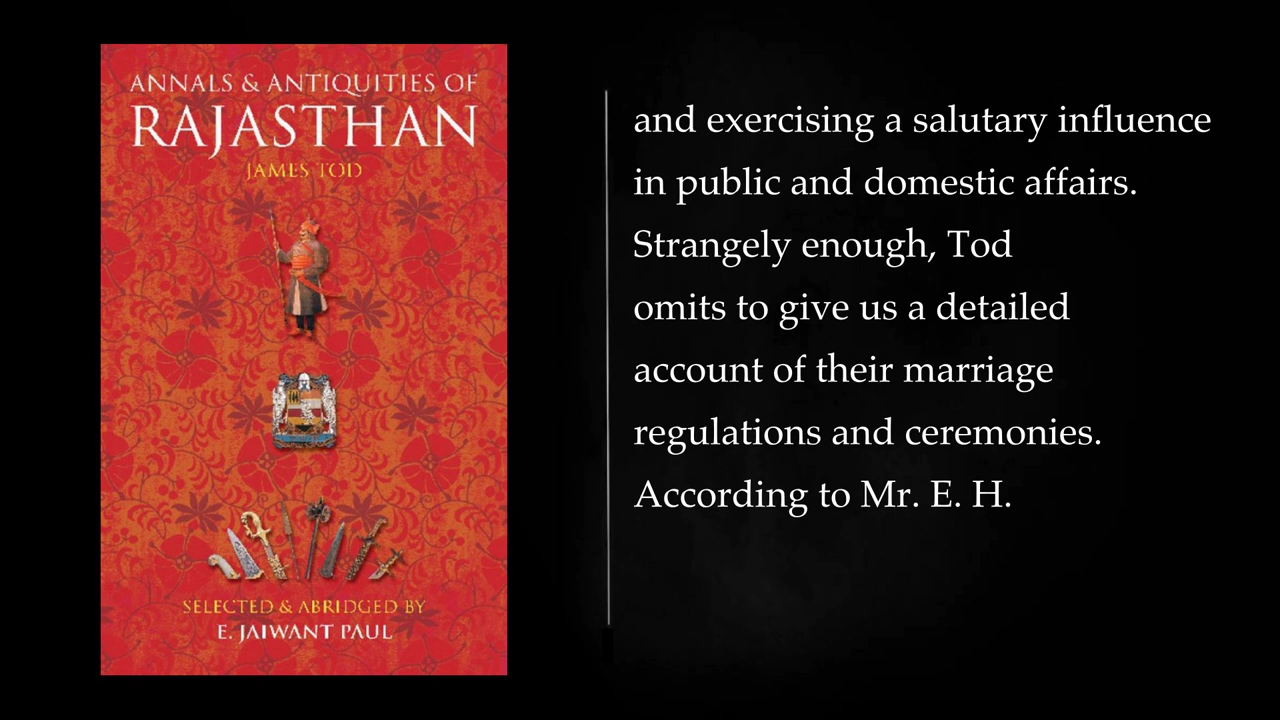 ANNALS & ANTIQUITIES OF
RAJASTHAN
JAMES TOD
SELECTED & ABRIDGED BY
E. JAIWANT PAUL
and exercising a salutary influence
in public and domestic affairs.
Strangely enough, Tod
omits to give us a detailed
account of their marriage
regulations and ceremonies.
According to Mr. E. H.